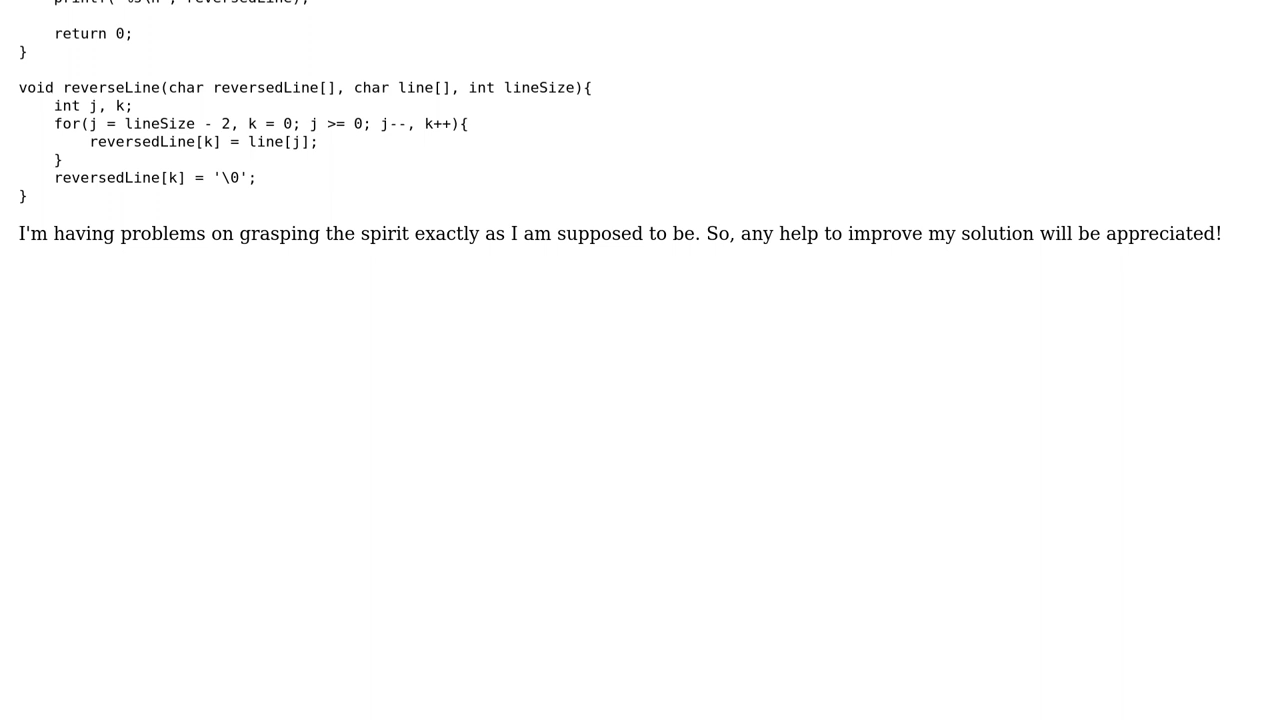 printf("%s\n", reversedLine);
return 0;
}
void reverseLine(char reversedLine[], char line[], int lineSize){
int j, k;
for(j = lineSize - 2, k = 0; j >= 0; j--, k++){
reversedLine[k] = line[j];
}
reversedLine[k] = '\0';
}
I'm having problems on grasping the spirit exactly as I am supposed to be. So, any help to improve my solution will be appreciated!